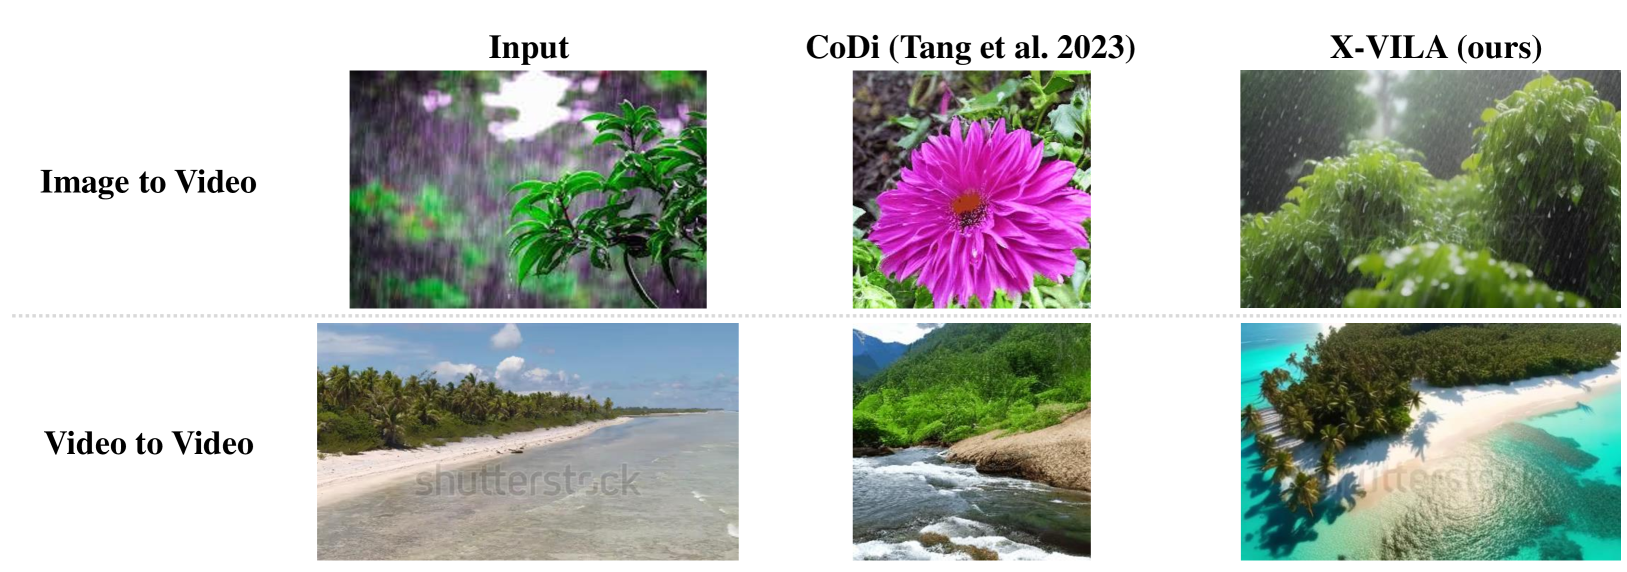 Input
CoDi (Tang et al. 2023)
X-VILA (ours)
Image to Video
Video to Video
shutterstock